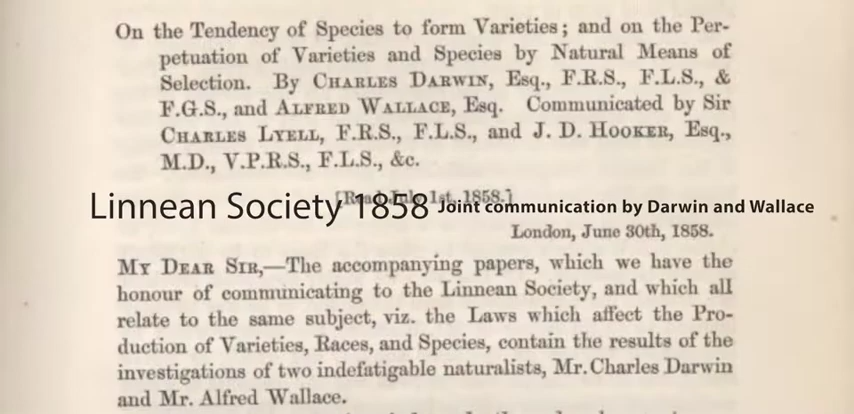 On the Tendency of Species to form Varieties; and on the Per-
petuation of Varieties and Species by Natural Means of
Selection. By CHARLES DARWIN, Esq., F.R.S., F.L.S., &
F.G.S., and ALFRED WALLACE, Esq. Communicated by Sir
CHARLES LYELL, F.R.S., F.L.S., and J. D. HOOKER, Esq.,
M.D., V.P.R.S., F.L.S., &c.
[Read July 1st, 1858.]
Linnean Society 1858 Joint communication by Darwin and Wallace
London, June 30th, 1858.
MY DEAR SIR,—The accompanying papers, which we have the
honour of communicating to the Linnean Society, and which all
relate to the same subject, viz. the Laws which affect the Pro-
duction of Varieties, Races, and Species, contain the results of the
investigations of two indefatigable naturalists, Mr. Charles Darwin
and Mr. Alfred Wallace.